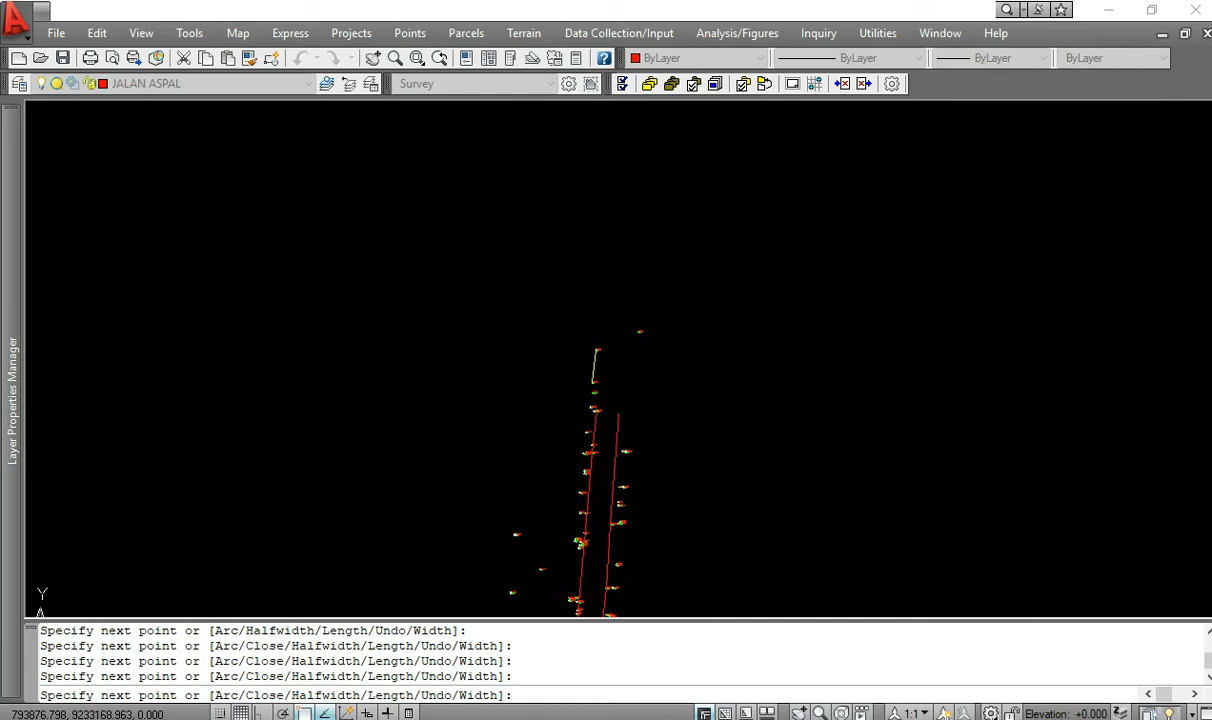 File Edit View Tools Map Express Projects Points Parcels Terrain Data Collection/Input Analysis/Figures Inquiry Utilities Window Help
ByLayer ByLayer ByLayer ByLayer
JALAN ASPAL Survey
Layer Properties Manager
Y
Specify next point or [Arc/Halfwidth/Length/Undo/Width]:
Specify next point or [Arc/Close/Halfwidth/Length/Undo/Width]:
Specify next point or [Arc/Close/Halfwidth/Length/Undo/Width]:
Specify next point or [Arc/Close/Halfwidth/Length/Undo/Width]:
Specify next point or [Arc/Close/Halfwidth/Length/Undo/Width]:
793876.798, 9233168.963, 0.000 1:1 Elevation: +0.000